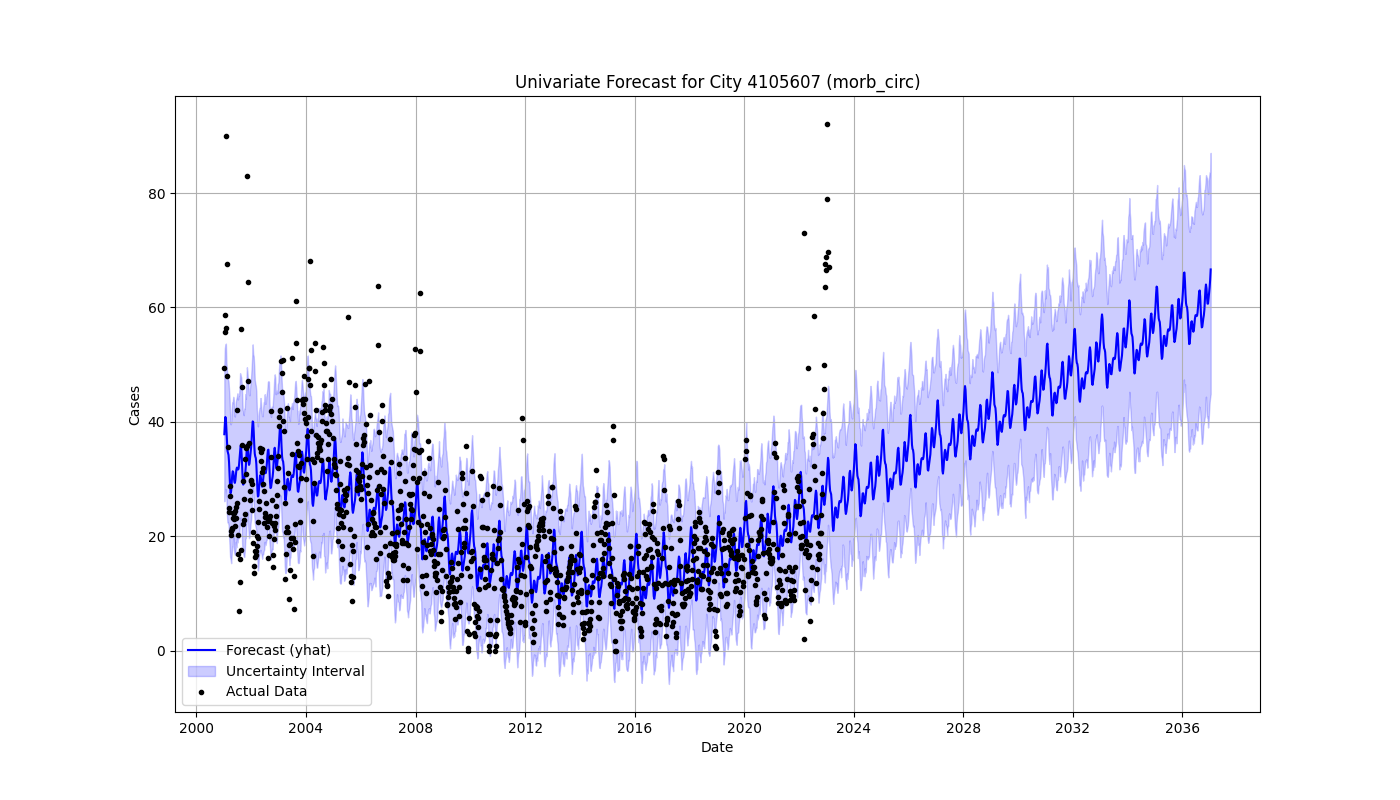 Univariate Forecast for City 4105607 (morb_circ)
Cases
80
60
40
20
0
Forecast (yhat)
Uncertainty Interval
Actual Data
2000 2004 2008 2012 2016 2020 2024 2028 2032 2036
Date